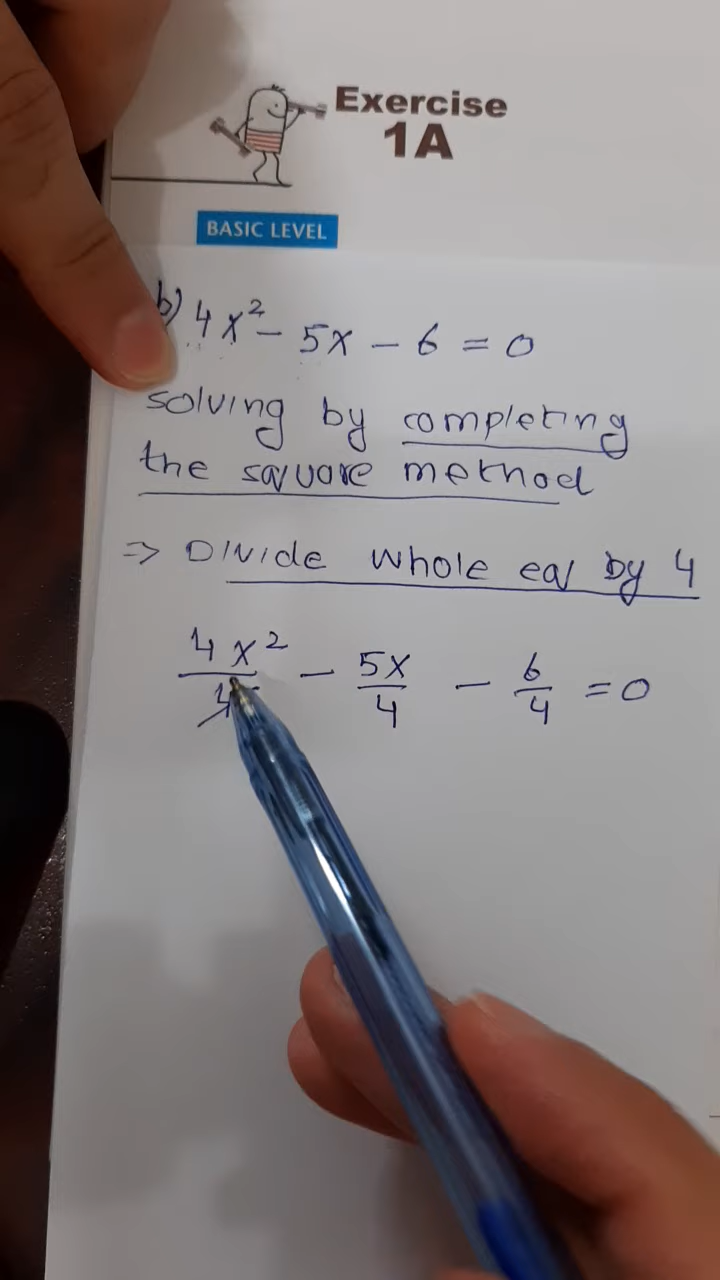 Exercise
1A
BASIC LEVEL
b) 4x² - 5x - 6 = 0
solving by completing
the square method
⇒ Divide whole eq by 4
4x²/4 - 5x/4 - 6/4 = 0